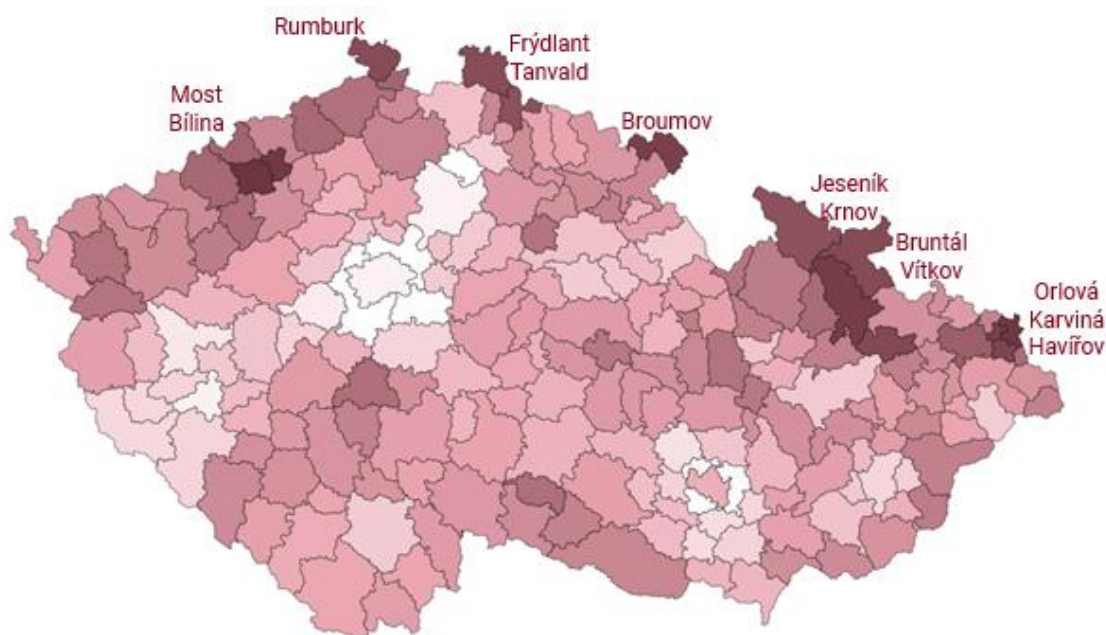 Rumburk
Frýdlant
Tanvald
Most
Bílina
Broumov
Jeseník
Krnov
Bruntál
Vítkov
Orlová
Karviná
Havířov